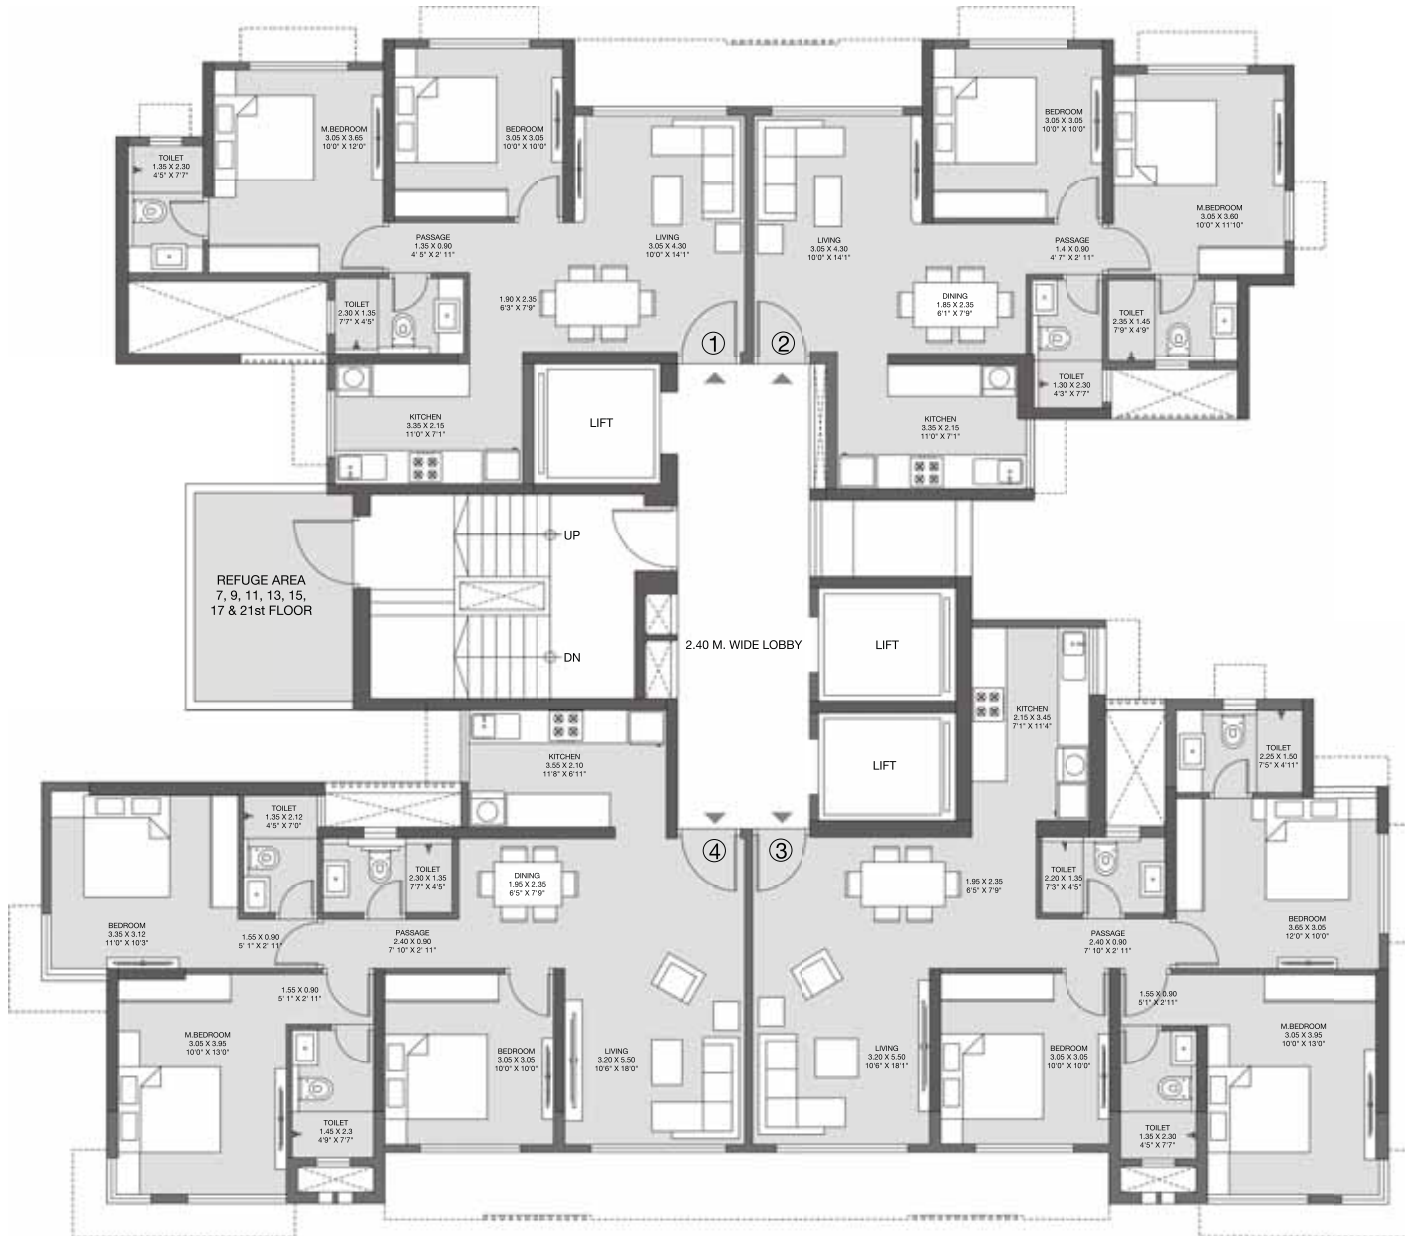 BEDROOM
3.05 X 3.05
10'0" X 10'0"
M.BEDROOM
3.05 X 3.65
10'0" X 12'0"
TOILET
1.35 X 2.30
4'5" X 7'7"
PASSAGE
1.35 X 0.90
4' 5" X 2' 11"
LIVING
3.05 X 4.30
10'0" X 14'1"
TOILET
2.30 X 1.35
7'7" X 4'5"
1.90 X 2.35
6'3" X 7'9"
1
KITCHEN
3.35 X 2.15
11'0" X 7'1"
LIFT
BEDROOM
3.05 X 3.05
10'0" X 10'0"
M.BEDROOM
3.05 X 3.60
10'0" X 11'10"
LIVING
3.05 X 4.30
10'0" X 14'1"
PASSAGE
1.4 X 0.90
4' 7" X 2' 11"
DINING
1.85 X 2.35
6'1" X 7'9"
TOILET
2.35 X 1.45
7'9" X 4'9"
2
TOILET
1.30 X 2.30
4'3" X 7'7"
KITCHEN
3.35 X 2.15
11'0" X 7'1"
UP
REFUGE AREA
7, 9, 11, 13, 15,
17 & 21st FLOOR
DN
2.40 M. WIDE LOBBY
LIFT
LIFT
KITCHEN
2.15 X 3.45
7'1" X 11'4"
TOILET
2.25 X 1.50
7'5" X 4'11"
KITCHEN
3.55 X 2.10
11'8" X 6'11"
TOILET
1.35 X 2.12
4'5" X 7'0"
4
3
TOILET
2.30 X 1.35
7'7" X 4'5"
DINING
1.95 X 2.35
6'5" X 7'9"
1.95 X 2.35
6'5" X 7'9"
TOILET
2.20 X 1.35
7'3" X 4'5"
BEDROOM
3.35 X 3.12
11'0" X 10'3"
1.55 X 0.90
5' 1" X 2' 11"
PASSAGE
2.40 X 0.90
7' 10" X 2' 11"
PASSAGE
2.40 X 0.90
7' 10" X 2' 11"
BEDROOM
3.65 X 3.05
12'0" X 10'0"
1.55 X 0.90
5' 1" X 2' 11"
1.55 X 0.90
5'1" X 2'11"
M.BEDROOM
3.05 X 3.95
10'0" X 13'0"
BEDROOM
3.05 X 3.05
10'0" X 10'0"
LIVING
3.20 X 5.50
10'6" X 18'0"
LIVING
3.20 X 5.50
10'6" X 18'1"
BEDROOM
3.05 X 3.05
10'0" X 10'0"
M.BEDROOM
3.05 X 3.95
10'0" X 13'0"
TOILET
1.45 X 2.3
4'9" X 7'7"
TOILET
1.35 X 2.30
4'5" X 7'7"